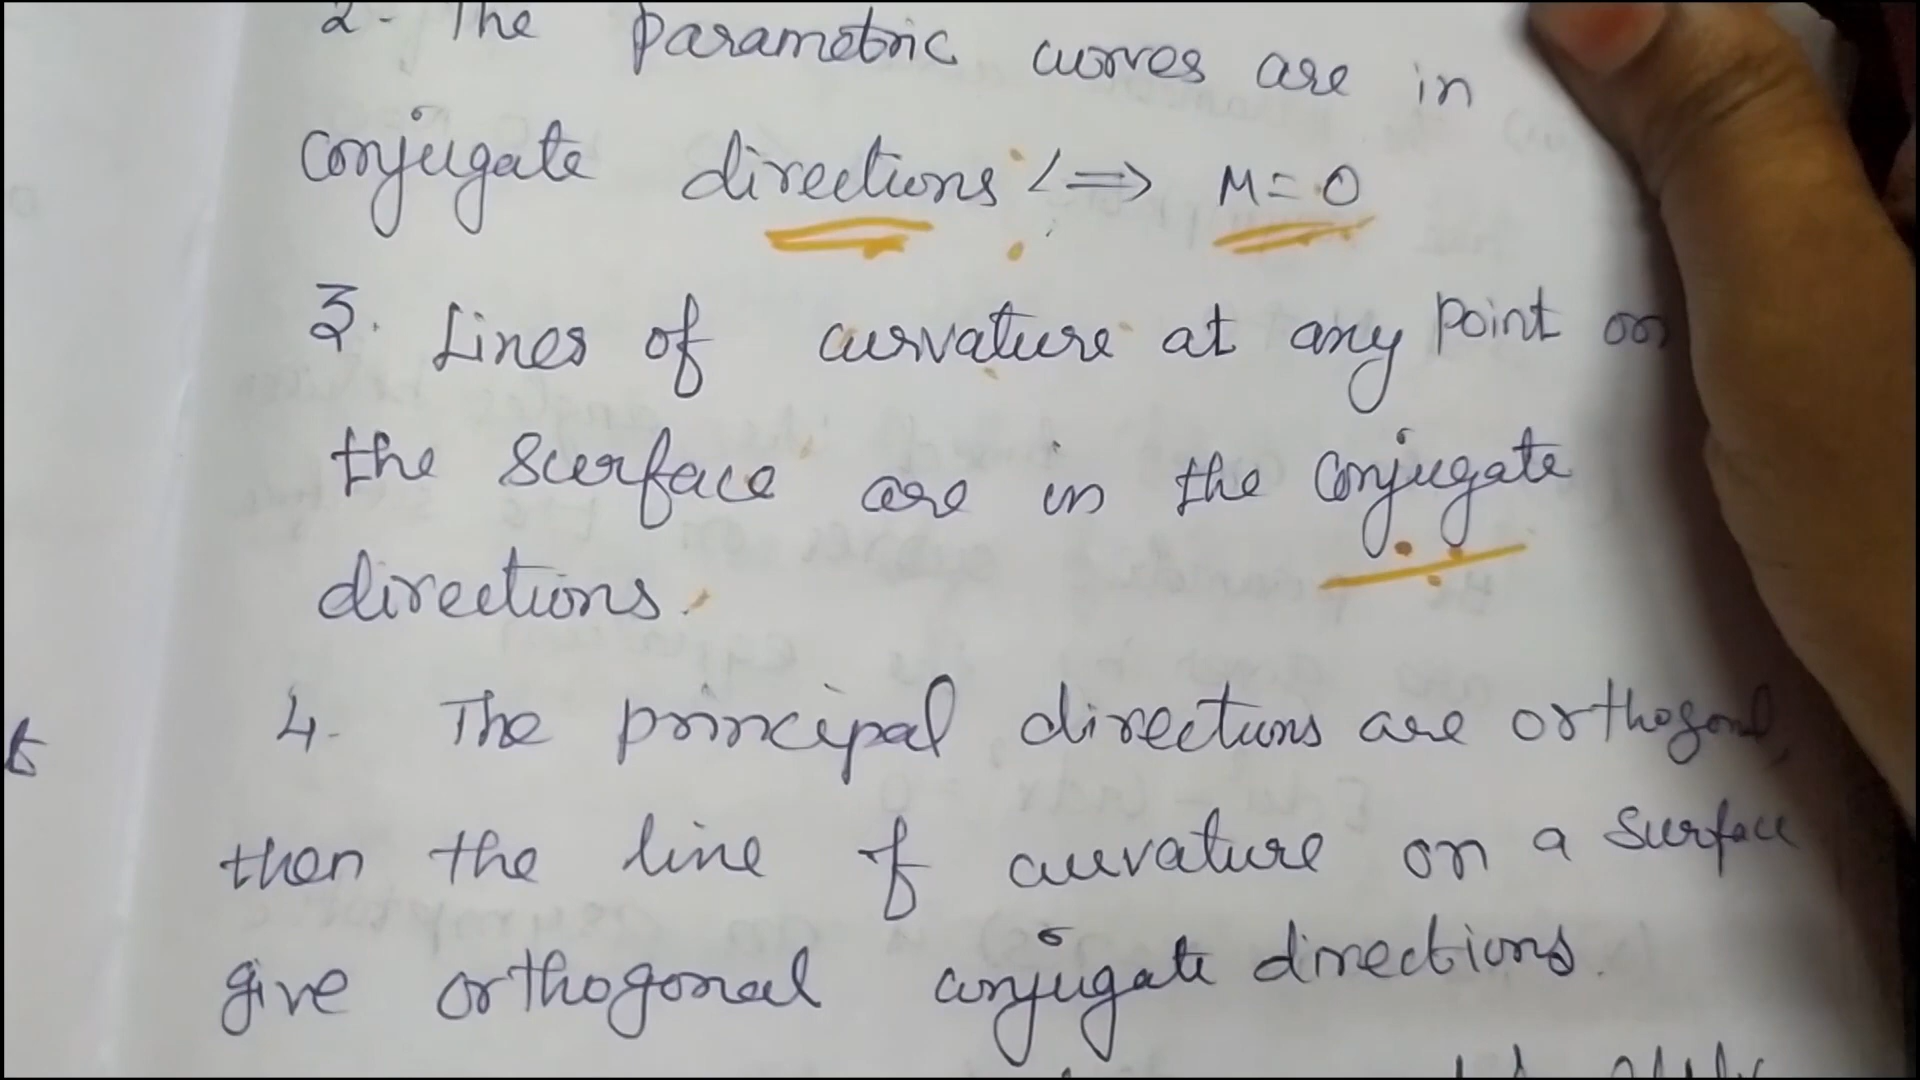 2. The parametric curves are in
conjugate directions <=> M=0
3. Lines of curvature at any point on
the surface are in the conjugate
directions.
4. The principal directions are orthogonal,
then the line of curvature on a surface
give orthogonal conjugate directions.